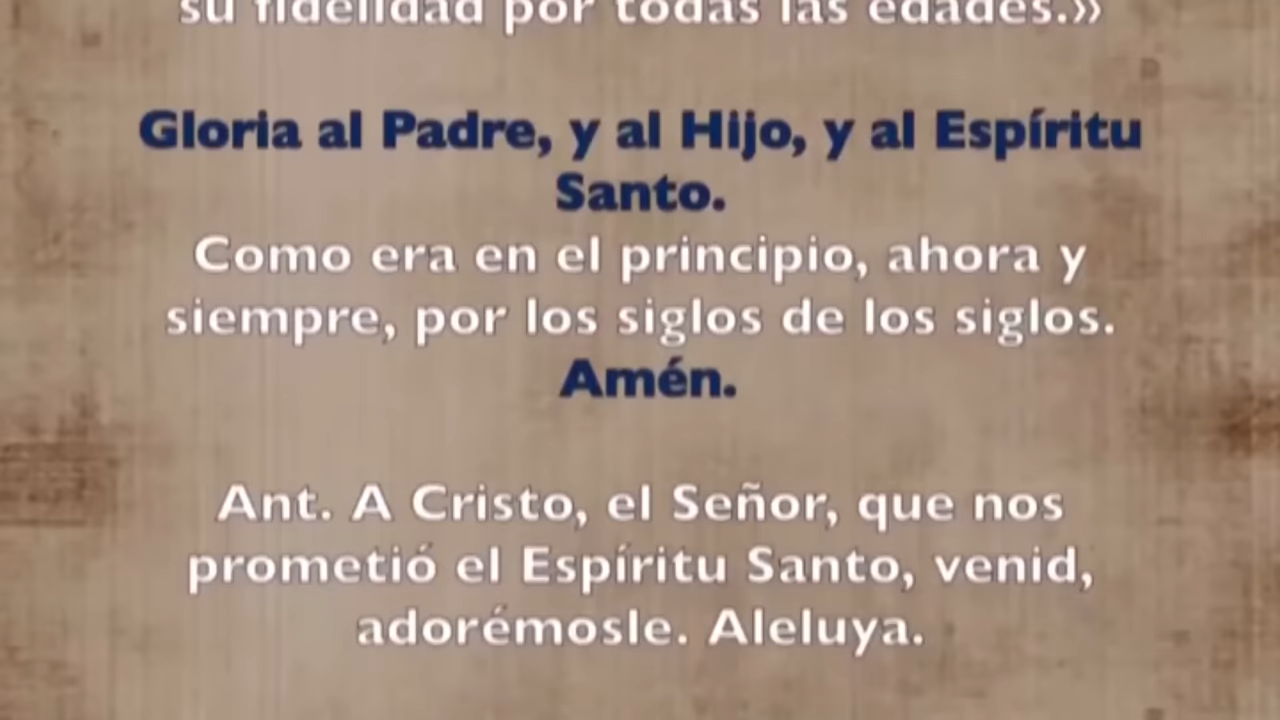 su fidelidad por todas las edades.»
Gloria al Padre, y al Hijo, y al Espíritu
Santo.
Como era en el principio, ahora y
siempre, por los siglos de los siglos.
Amén.
Ant. A Cristo, el Señor, que nos
prometió el Espíritu Santo, venid,
adorémosle. Aleluya.